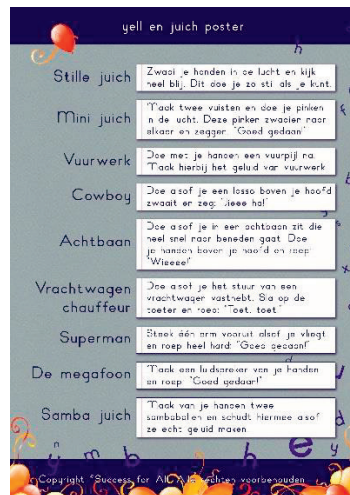 yell en juich poster
Stille juich
Zwaai je handen in de lucht en kijk
heel blij. Dit doe je zo stil als je kunt.
Mini juich
Maak twee vuisten en doe je pinken
in de lucht. Deze pinken zwaaien naar
elkaar en zeggen: "Goed gedaan!"
Vuurwerk
Doe met je handen een vuurpijl na.
Maak hierbij het geluid van vuurwerk.
Cowboy
Doe alsof je een lasso boven je hoofd
zwaait en zeg: "Jieee ha!"
Achtbaan
Doe alsof je in een achtbaan zit die
heel snel naar beneden gaat. Doe
je handen boven je hoofd en roep:
"Wieeee!"
Vrachtwagen
chauffeur
Doe alsof je het stuur van een
vrachtwagen vasthebt. Sla op de
toeter en roep: "Toet, toet."
Superman
Steek één arm vooruit alsof je vliegt
en roep heel hard: "Goed gedaan!"
De megafoon
Maak een luidspreker van je handen
en roep: "Goed gedaan!"
Samba juich
Maak van je handen twee
sambaballen en schudt hiermee alsof
ze echt geluid maken.
Copyright "Success for All. Alle rechten voorbehouden